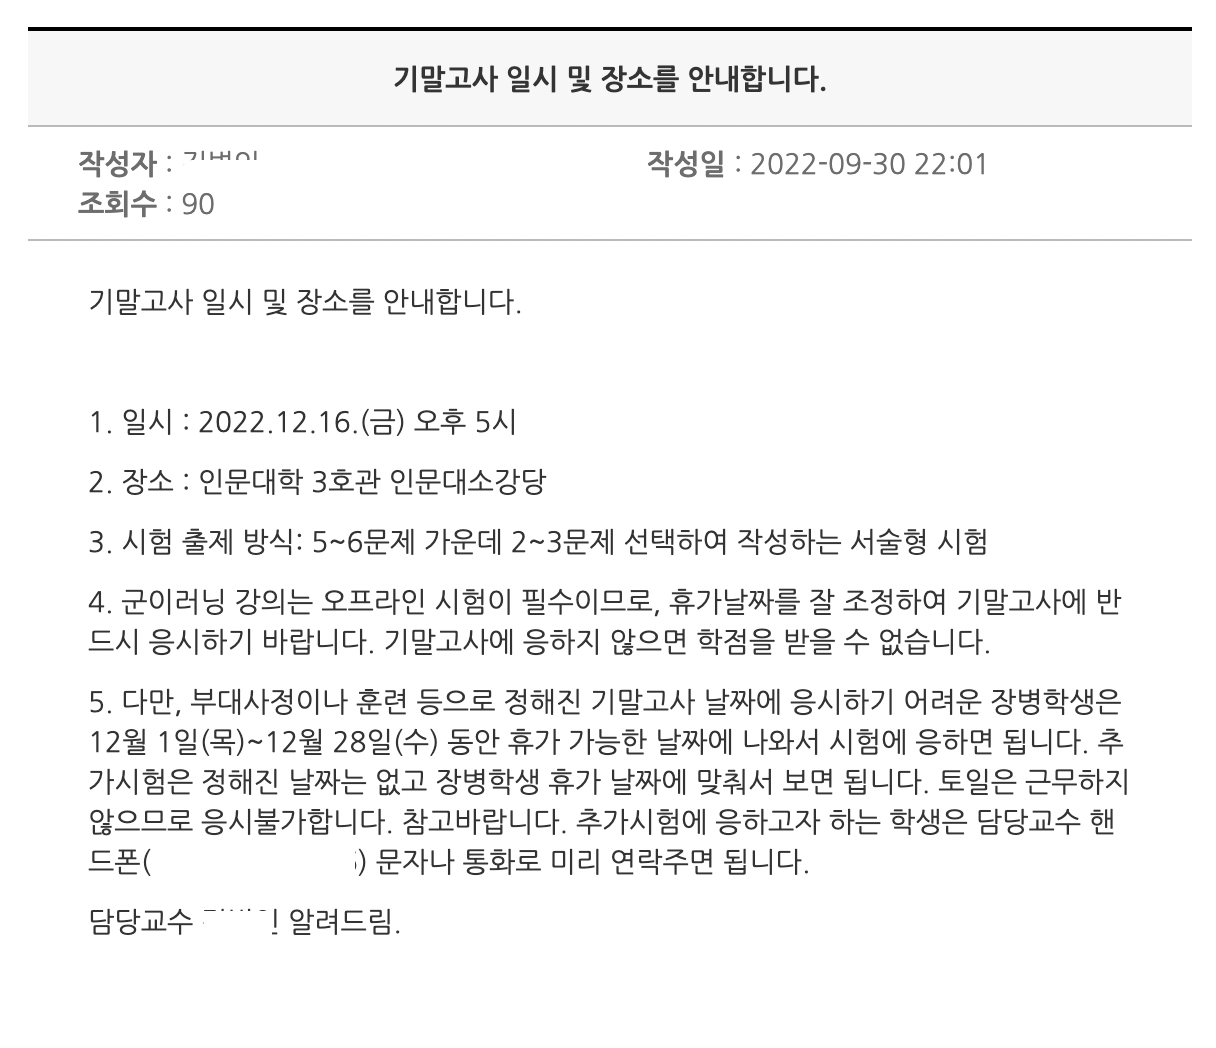 기말고사 일시 및 장소를 안내합니다.
작성자 :
작성일 : 2022-09-30 22:01
조회수 : 90
기말고사 일시 및 장소를 안내합니다.
1. 일시 : 2022.12.16.(금) 오후 5시
2. 장소 : 인문대학 3호관 인문대소강당
3. 시험 출제 방식: 5~6문제 가운데 2~3문제 선택하여 작성하는 서술형 시험
4. 군이러닝 강의는 오프라인 시험이 필수이므로, 휴가날짜를 잘 조정하여 기말고사에 반
드시 응시하기 바랍니다. 기말고사에 응하지 않으면 학점을 받을 수 없습니다.
5. 다만, 부대사정이나 훈련 등으로 정해진 기말고사 날짜에 응시하기 어려운 장병학생은
12월 1일(목)~12월 28일(수) 동안 휴가 가능한 날짜에 나와서 시험에 응하면 됩니다. 추
가시험은 정해진 날짜는 없고 장병학생 휴가 날짜에 맞춰서 보면 됩니다. 토일은 근무하지
않으므로 응시불가합니다. 참고바랍니다. 추가시험에 응하고자 하는 학생은 담당교수 핸
드폰( ) 문자나 통화로 미리 연락주면 됩니다.
담당교수 알려드림.